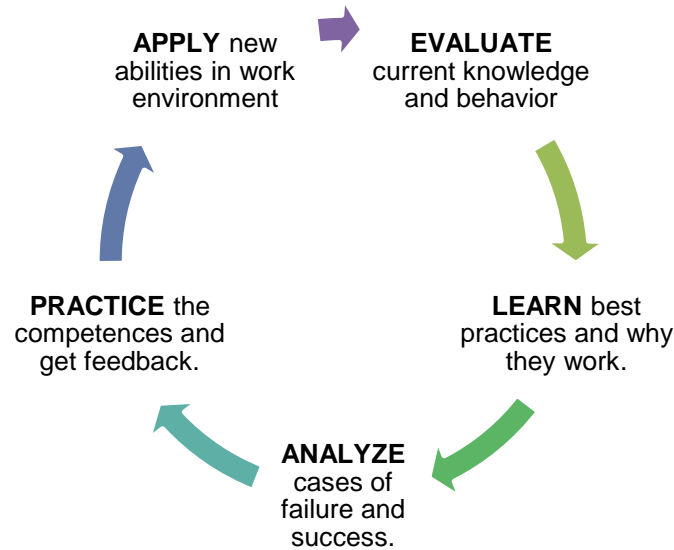 APPLY new
abilities in work
environment
EVALUATE
current knowledge
and behavior
LEARN best
practices and why
they work.
ANALYZE
cases of
failure and
success.
PRACTICE the
competences and
get feedback.